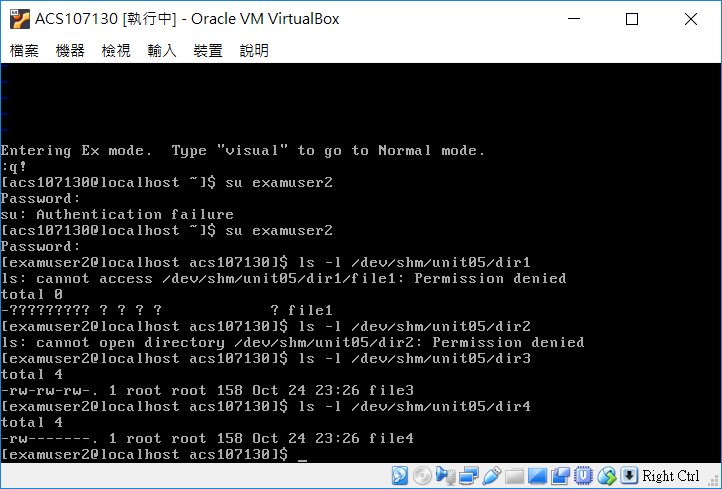 ACS107130 [執行中] - Oracle VM VirtualBox
檔案 機器 檢視 輸入 裝置 說明
~
~
~
~
~
Entering Ex mode.  Type "visual" to go to Normal mode.
:q!
[acs107130@localhost ~]$ su examuser2
Password:
su: Authentication failure
[acs107130@localhost ~]$ su examuser2
Password:
[examuser2@localhost acs107130]$ ls -l /dev/shm/unit05/dir1
ls: cannot access /dev/shm/unit05/dir1/file1: Permission denied
total 0
-????????? ? ? ? ?            ? file1
[examuser2@localhost acs107130]$ ls -l /dev/shm/unit05/dir2
ls: cannot open directory /dev/shm/unit05/dir2: Permission denied
[examuser2@localhost acs107130]$ ls -l /dev/shm/unit05/dir3
total 4
-rw-rw-rw-. 1 root root 158 Oct 24 23:26 file3
[examuser2@localhost acs107130]$ ls -l /dev/shm/unit05/dir4
total 4
-rw-------. 1 root root 158 Oct 24 23:26 file4
[examuser2@localhost acs107130]$ _
Right Ctrl